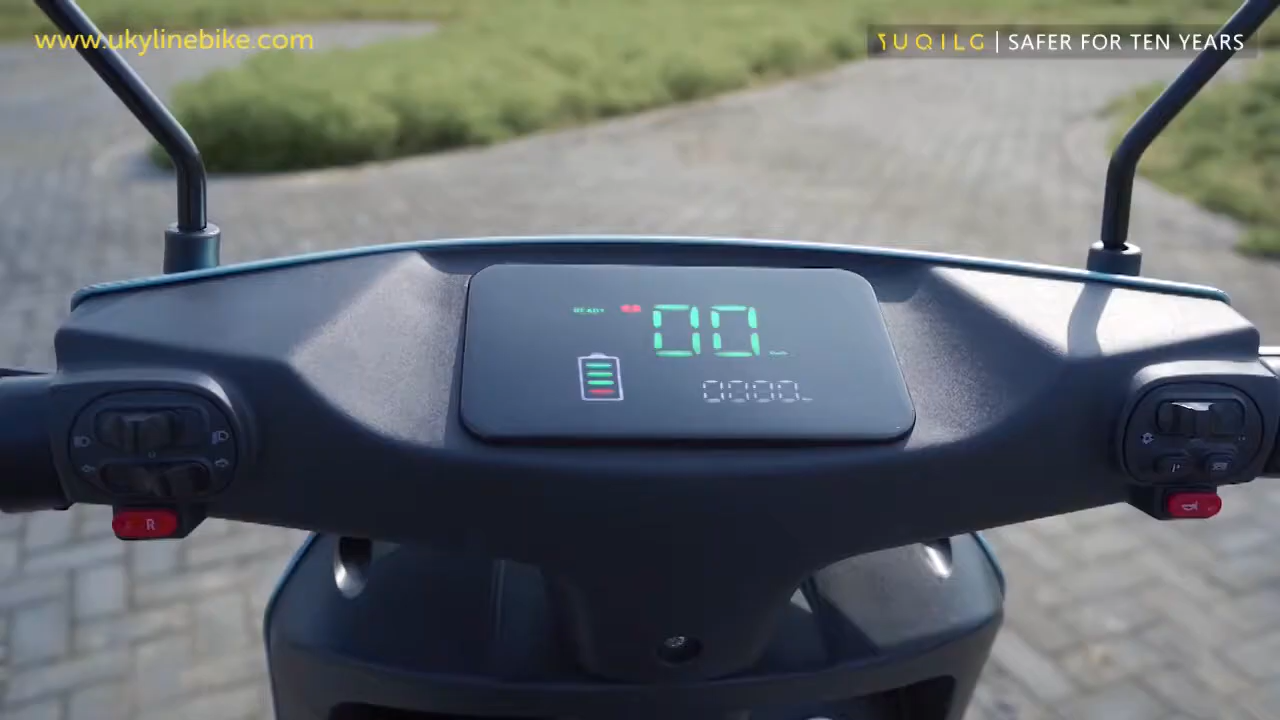 www.ukylinebike.com
YUQILG | SAFER FOR TEN YEARS
READY
00
0000
R
P